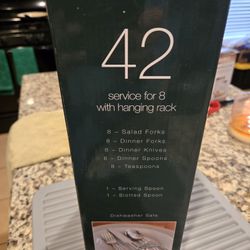 42
service for 8
with hanging rack
8 – Salad Forks
8 – Dinner Forks
8 – Dinner Knives
8 – Dinner Spoons
8 – Teaspoons
1 – Serving Spoon
1 – Slotted Spoon
Dishwasher Safe